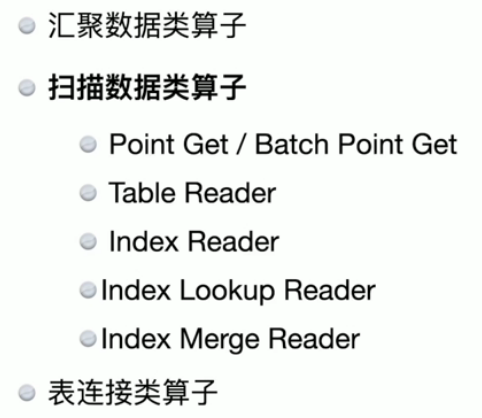 汇聚数据类算子
扫描数据类算子
Point Get / Batch Point Get
Table Reader
Index Reader
Index Lookup Reader
Index Merge Reader
表连接类算子